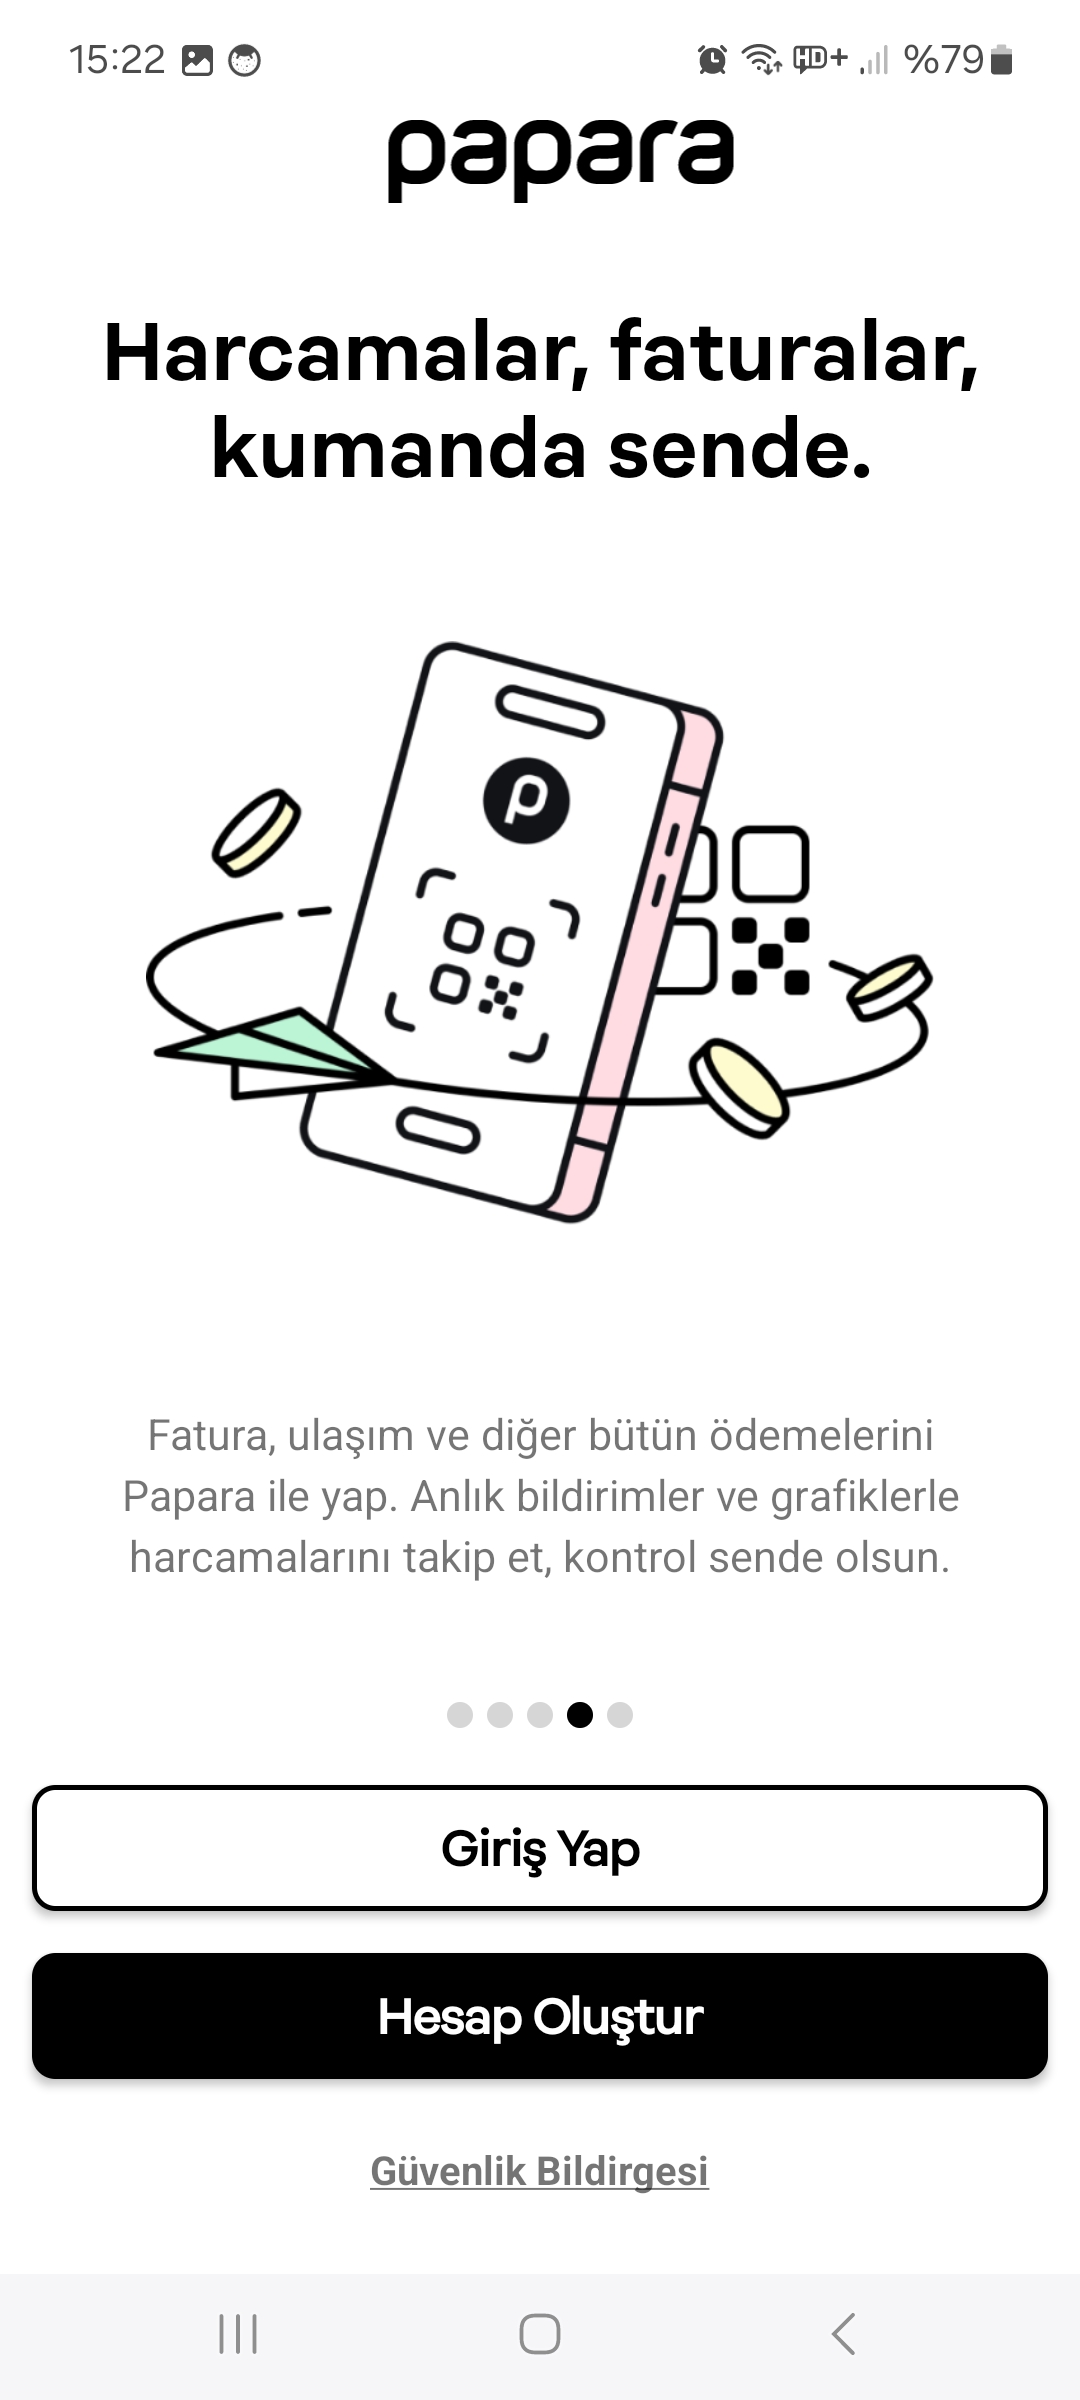 15:22 HD+ %79
papara
Harcamalar, faturalar,
kumanda sende.
p
Fatura, ulaşım ve diğer bütün ödemelerini
Papara ile yap. Anlık bildirimler ve grafiklerle
harcamalarını takip et, kontrol sende olsun.
Giriş Yap
Hesap Oluştur
Güvenlik Bildirgesi